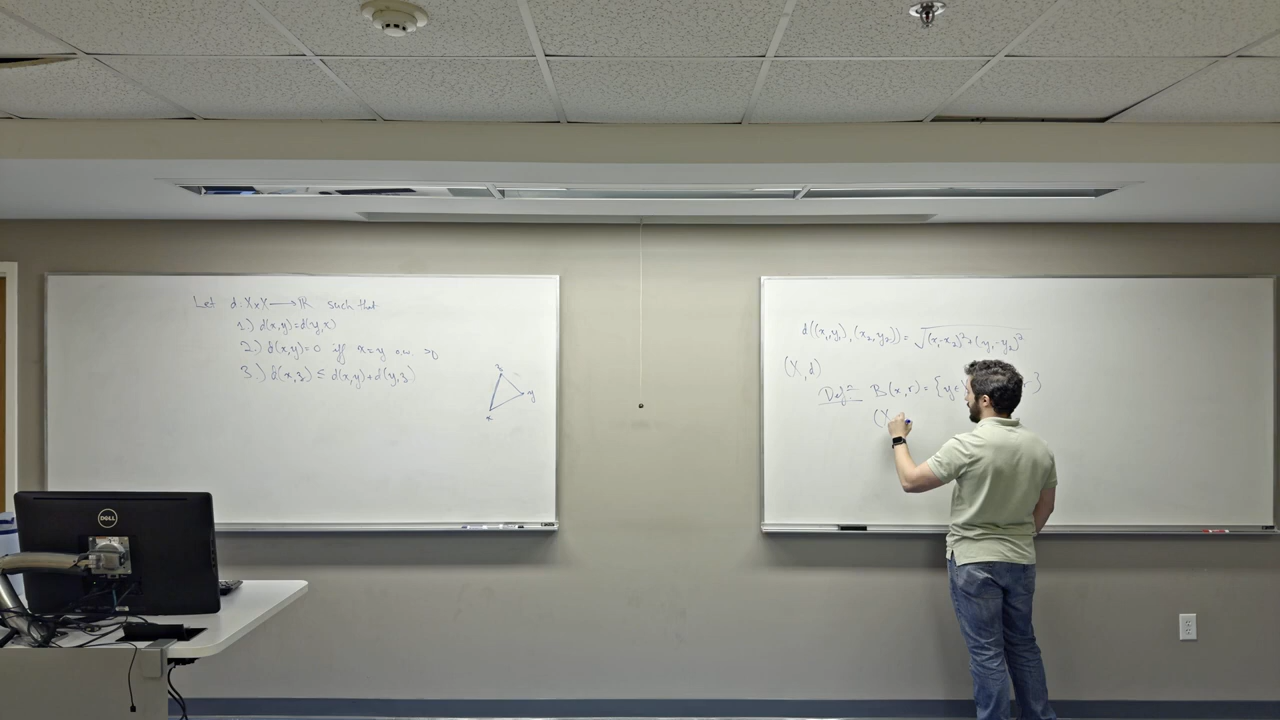 Let d: X×X → ℝ such that
1) d(x,y)=d(y,x)
2) d(x,y)=0 iff x=y o.w. >0
3) d(x,z) ≤ d(x,y)+d(y,z)
z
y
x
d((x₁,y₁),(x₂,y₂)) = √(x₁-x₂)²+(y₁-y₂)²
(X,d)
Def: B(x,r) = {y∈ }
(X
DELL